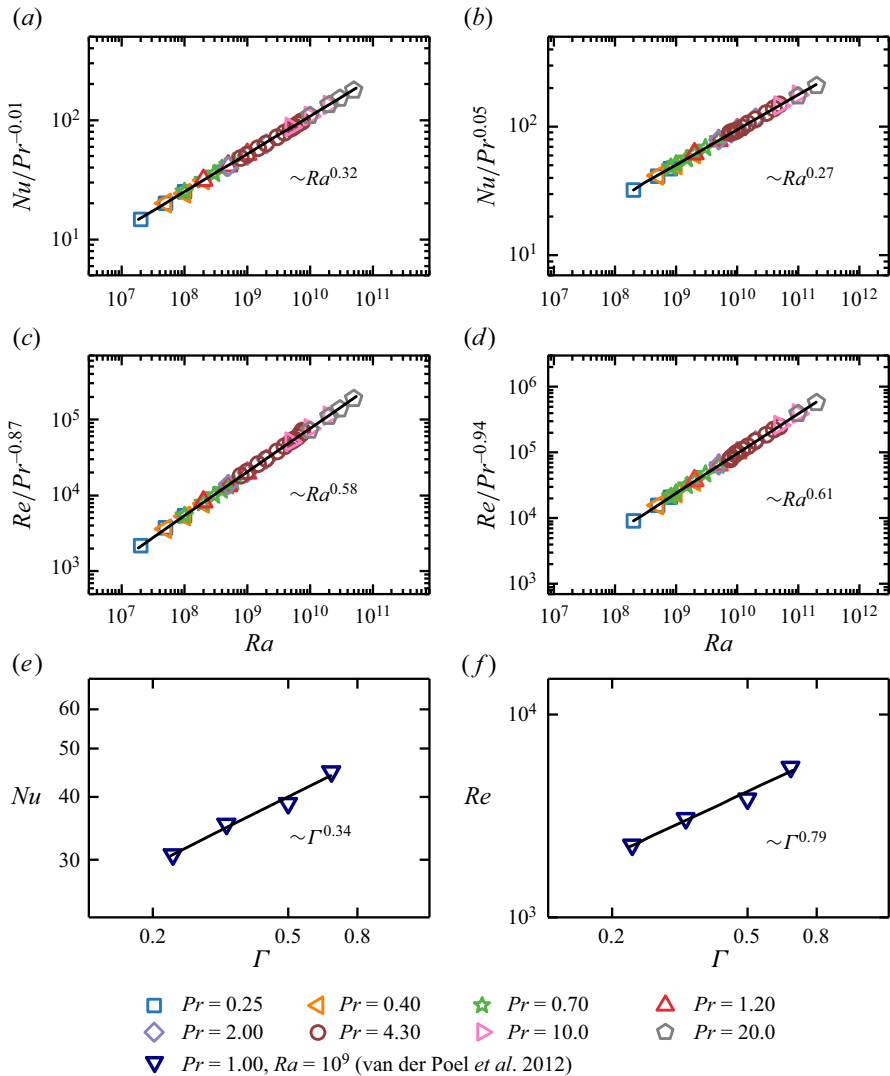 (a) (b)
Nu/Pr^−0.01 10^2 10^1 ~Ra^0.32 10^7 10^8 10^9 10^10 10^11
Nu/Pr^0.05 10^2 10^1 ~Ra^0.27 10^7 10^8 10^9 10^10 10^11 10^12
(c) (d)
Re/Pr^−0.87 10^5 10^4 10^3 ~Ra^0.58 10^7 10^8 10^9 10^10 10^11
Ra
Re/Pr^−0.94 10^6 10^5 10^4 10^3 ~Ra^0.61 10^7 10^8 10^9 10^10 10^11 10^12
Ra
(e) (f)
Nu 60 45 40 30 ~Γ^0.34 0.2 0.5 0.8
Γ
Re 10^4 10^3 ~Γ^0.79 0.2 0.5 0.8
Γ
Pr = 0.25 Pr = 0.40 Pr = 0.70 Pr = 1.20
Pr = 2.00 Pr = 4.30 Pr = 10.0 Pr = 20.0
Pr = 1.00, Ra = 10^9 (van der Poel et al. 2012)